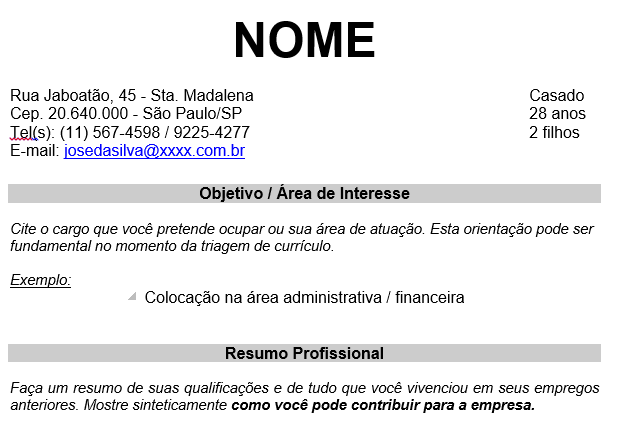 NOME
Rua Jaboatão, 45 - Sta. Madalena Casado
Cep. 20.640.000 - São Paulo/SP 28 anos
Tel(s): (11) 567-4598 / 9225-4277 2 filhos
E-mail: josedasilva@xxxx.com.br
Objetivo / Área de Interesse
Cite o cargo que você pretende ocupar ou sua área de atuação. Esta orientação pode ser
fundamental no momento da triagem de currículo.
Exemplo:
Colocação na área administrativa / financeira
Resumo Profissional
Faça um resumo de suas qualificações e de tudo que você vivenciou em seus empregos
anteriores. Mostre sinteticamente como você pode contribuir para a empresa.